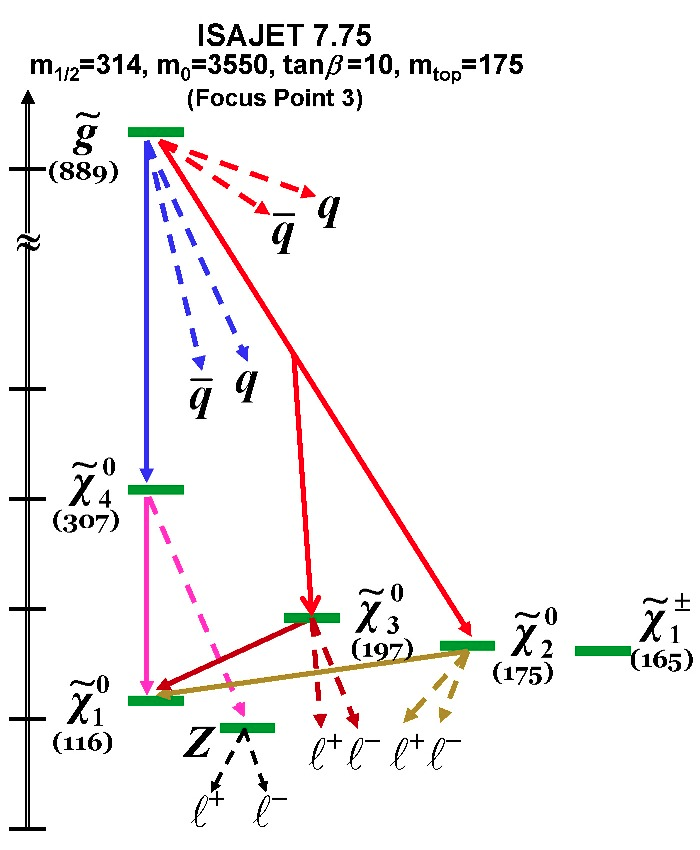 ISAJET 7.75
m₁/₂=314, m₀=3550, tanβ=10, mₜₒₚ=175
(Focus Point 3)
g̃
(889)
q̄ q
q̄ q
χ̃⁰₄
(307)
χ̃⁰₃
(197)
χ̃⁰₂
(175)
χ̃±₁
(165)
χ̃⁰₁
(116)
Z
ℓ⁺ ℓ⁻ ℓ⁺ ℓ⁻
ℓ⁺ ℓ⁻